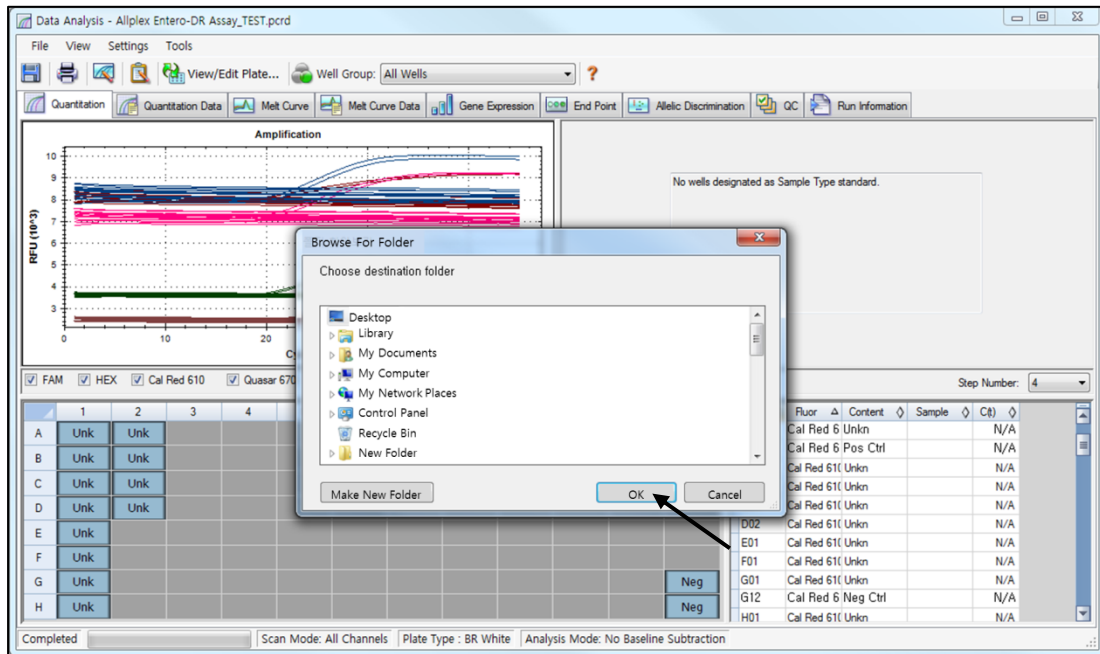 Data Analysis - Allplex Entero-DR Assay_TEST.pcrd
File View Settings Tools
View/Edit Plate... Well Group: All Wells ?
Quantitation Quantitation Data Melt Curve Melt Curve Data Gene Expression End Point Allelic Discrimination QC Run Information
Amplification
RFU (10^3)
10
9
8
7
6
5
4
3
0 10 20
No wells designated as Sample Type standard.
Browse For Folder
Choose destination folder
Desktop
Library
My Documents
My Computer
My Network Places
Control Panel
Recycle Bin
New Folder
Make New Folder OK Cancel
FAM HEX Cal Red 610 Quasar 670 Step Number: 4
1 2 3 4
A Unk Unk
B Unk Unk
C Unk Unk
D Unk Unk
E Unk
F Unk
G Unk Neg
H Unk Neg
Fluor Content Sample C(t)
Cal Red 6 Unkn N/A
Cal Red 6 Pos Ctrl N/A
Cal Red 61( Unkn N/A
Cal Red 61( Unkn N/A
Cal Red 61( Unkn N/A
D02 Cal Red 61( Unkn N/A
E01 Cal Red 61( Unkn N/A
F01 Cal Red 61( Unkn N/A
G01 Cal Red 61( Unkn N/A
G12 Cal Red 6 Neg Ctrl N/A
H01 Cal Red 61( Unkn N/A
Completed Scan Mode: All Channels Plate Type : BR White Analysis Mode: No Baseline Subtraction